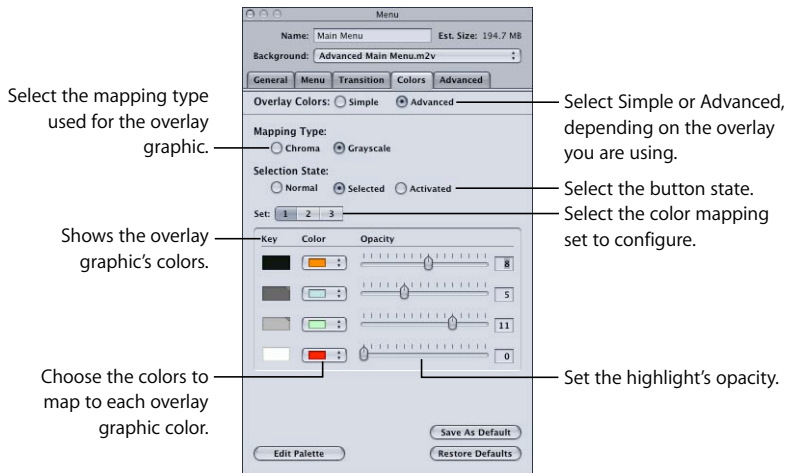 Menu
Name: Main Menu Est. Size: 194.7 MB
Background: Advanced Main Menu.m2v
General Menu Transition Colors Advanced
Overlay Colors: Simple Advanced
Mapping Type:
Chroma Grayscale
Selection State:
Normal Selected Activated
Set: 1 2 3
Key Color Opacity
8
5
11
0
Save As Default
Edit Palette Restore Defaults
Select the mapping type
used for the overlay
graphic.
Shows the overlay
graphic's colors.
Choose the colors to
map to each overlay
graphic color.
Select Simple or Advanced,
depending on the overlay
you are using.
Select the button state.
Select the color mapping
set to configure.
Set the highlight's opacity.